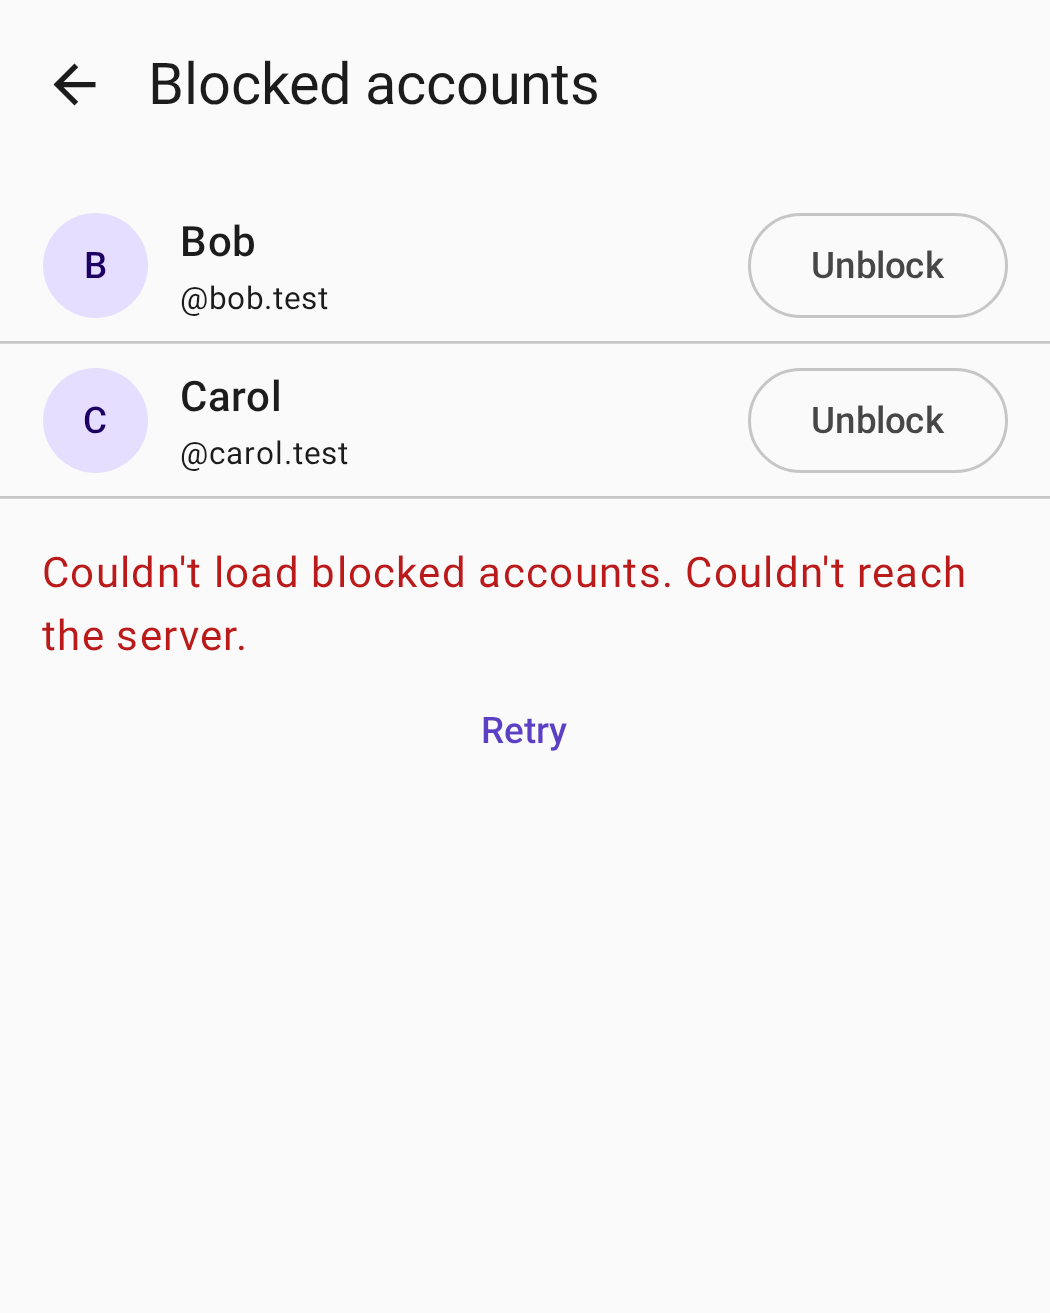 Blocked accounts
B
Bob
@bob.test
Unblock
C
Carol
@carol.test
Unblock
Couldn't load blocked accounts. Couldn't reach
the server.
Retry